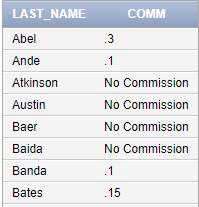 LAST_NAME COMM
Abel .3
Ande .1
Atkinson No Commission
Austin No Commission
Baer No Commission
Baida No Commission
Banda .1
Bates .15